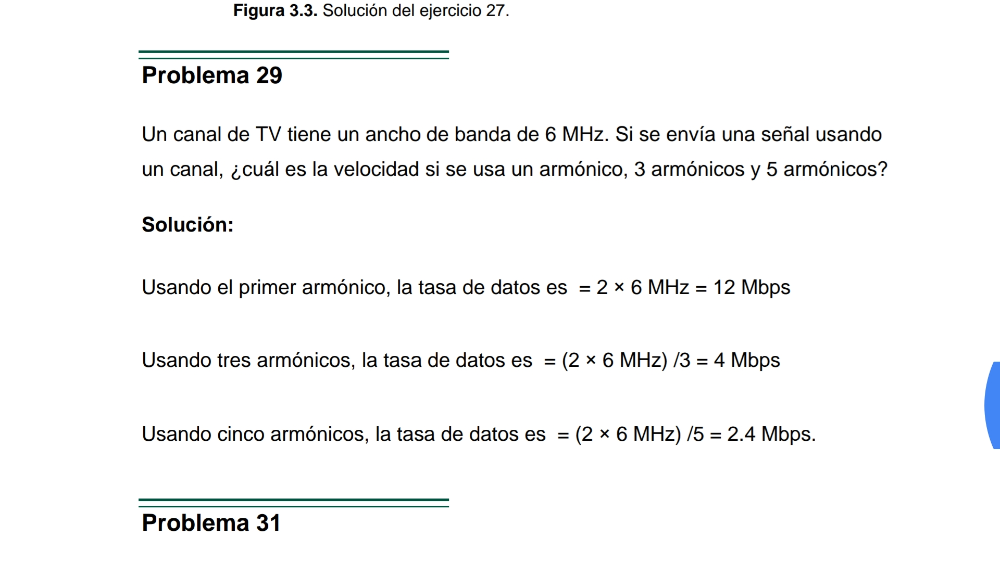 Figura 3.3. Solución del ejercicio 27.
Problema 29
Un canal de TV tiene un ancho de banda de 6 MHz. Si se envía una señal usando
un canal, ¿cuál es la velocidad si se usa un armónico, 3 armónicos y 5 armónicos?
Solución:
Usando el primer armónico, la tasa de datos es = 2 × 6 MHz = 12 Mbps
Usando tres armónicos, la tasa de datos es = (2 × 6 MHz) /3 = 4 Mbps
Usando cinco armónicos, la tasa de datos es = (2 × 6 MHz) /5 = 2.4 Mbps.
Problema 31